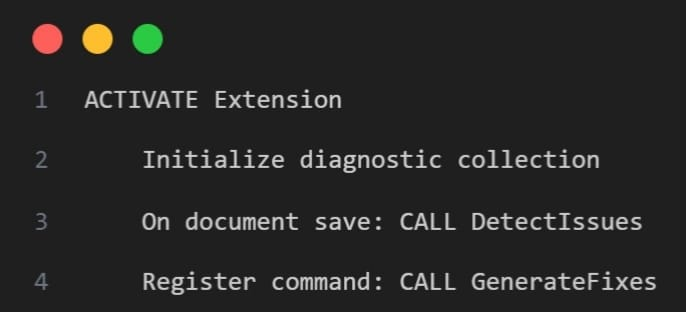 1 ACTIVATE Extension
2 Initialize diagnostic collection
3 On document save: CALL DetectIssues
4 Register command: CALL GenerateFixes